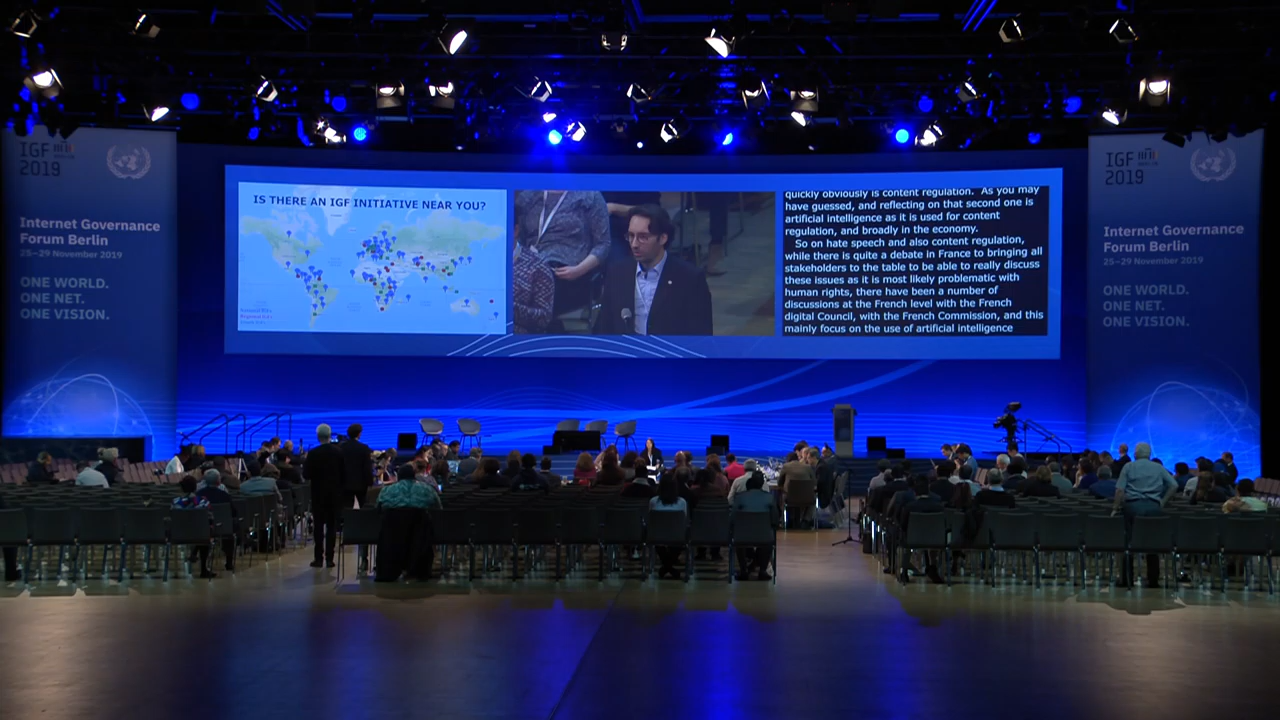 IGF
2019
Internet Governance
Forum Berlin
25–29 November 2019
ONE WORLD.
ONE NET.
ONE VISION.
IS THERE AN IGF INITIATIVE NEAR YOU?
quickly obviously is content regulation. As you may
have guessed, and reflecting on that second one is
artificial intelligence as it is used for content
regulation, and broadly in the economy.
So on hate speech and also content regulation,
while there is quite a debate in France to bringing all
stakeholders to the table to be able to really discuss
these issues as it is most likely problematic with
human rights, there have been a number of
discussions at the French level with the French
digital Council, with the French Commission, and this
mainly focus on the use of artificial intelligence
IGF
2019
Internet Governance
Forum Berlin
25–29 November 2019
ONE WORLD.
ONE NET.
ONE VISION.